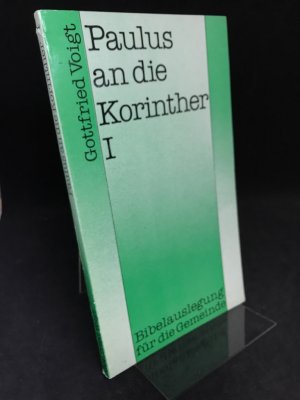 Gottfried Voigt
Paulus
an die
Korinther
I
Bibelauslegung
für die Gemeinde